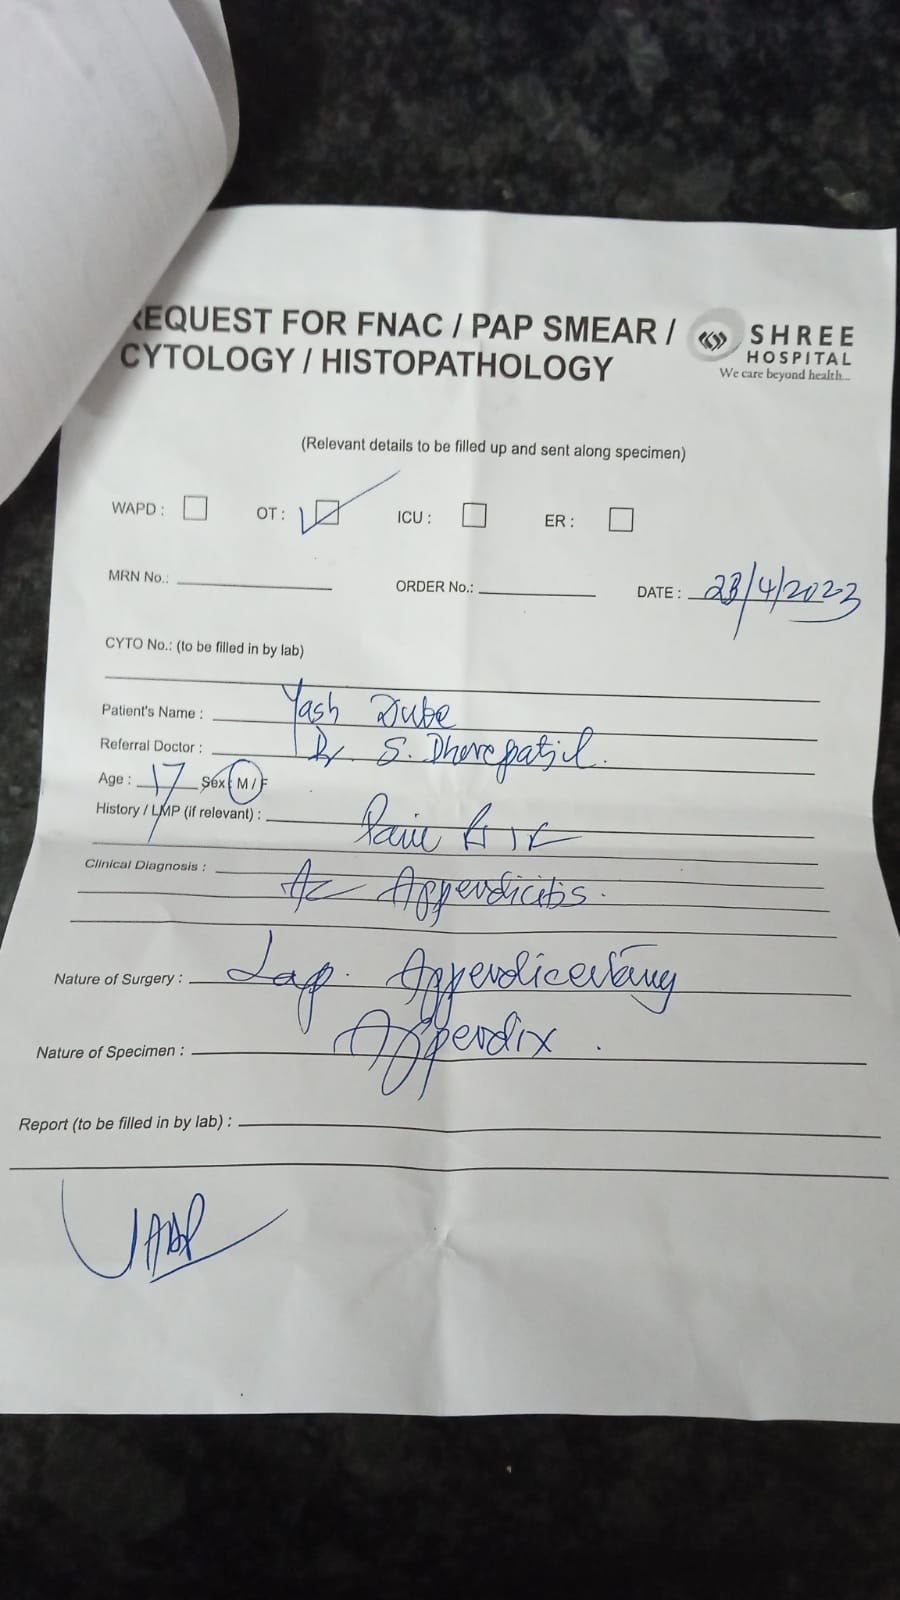 REQUEST FOR FNAC / PAP SMEAR /
CYTOLOGY / HISTOPATHOLOGY
SHREE
HOSPITAL
We care beyond health...
(Relevant details to be filled up and sent along specimen)
WAPD : OT : ICU : ER :
MRN No.: ORDER No.: DATE : 23/4/2023
CYTO No.: (to be filled in by lab)
Patient's Name : Yash Dube
Referral Doctor : Dr. S. Dherepatjil.
Age : 17 Sex : M / F
History / LMP (if relevant) : Pain
Clinical Diagnosis : Ac Appendicitis.
Nature of Surgery : Lap.
Nature of Specimen : Appendix.
Report (to be filled in by lab) :